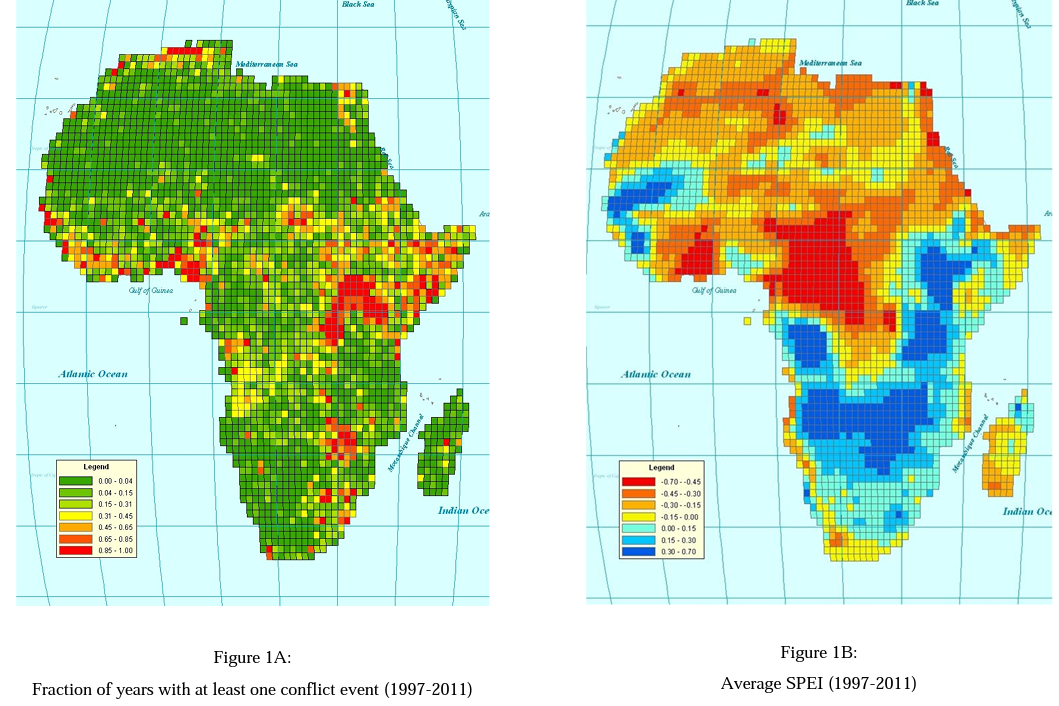 Black Sea
Mediterranean Sea
Gulf of Guinea
Atlantic Ocean
Mozambique Channel
Indian Oce
Legend
0.00 - 0.04
0.04 - 0.15
0.15 - 0.31
0.31 - 0.45
0.45 - 0.65
0.65 - 0.85
0.85 - 1.00
Figure 1A:
Fraction of years with at least one conflict event (1997-2011)
Black Sea
Mediterranean Sea
Gulf of Guinea
Atlantic Ocean
Mozambique Channel
Indian Oce
Legend
-0.70 - -0.45
-0.45 - -0.30
-0,30 - -0.15
-0.15 - 0.00
0.00 - 0.15
0.15 - 0.30
0.30 - 0.70
Figure 1B:
Average SPEI (1997-2011)